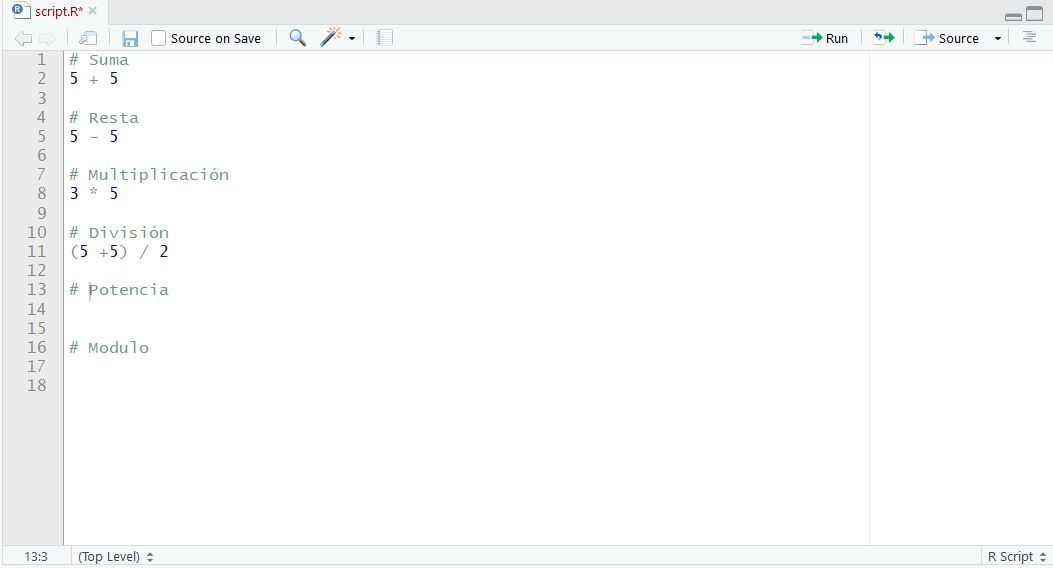 script.R*
Source on Save
Run
Source
1 # Suma
2 5 + 5
3
4 # Resta
5 5 - 5
6
7 # Multiplicación
8 3 * 5
9
10 # División
11 (5 +5) / 2
12
13 # Potencia
14
15
16 # Modulo
17
18
13:3 (Top Level) R Script